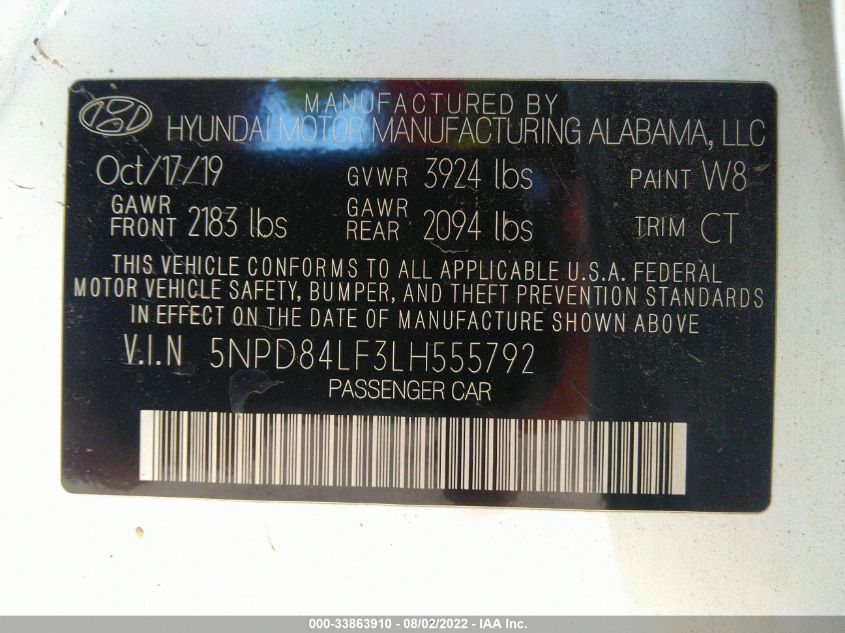 MANUFACTURED BY
HYUNDAI MOTOR MANUFACTURING ALABAMA, LLC
Oct/17/19 GVWR 3924 lbs PAINT W8
GAWR FRONT 2183 lbs GAWR REAR 2094 lbs TRIM CT
THIS VEHICLE CONFORMS TO ALL APPLICABLE U.S.A. FEDERAL
MOTOR VEHICLE SAFETY, BUMPER, AND THEFT PREVENTION STANDARDS
IN EFFECT ON THE DATE OF MANUFACTURE SHOWN ABOVE
V.I.N 5NPD84LF3LH555792
PASSENGER CAR
000-33863910 - 08/02/2022 - IAA Inc.